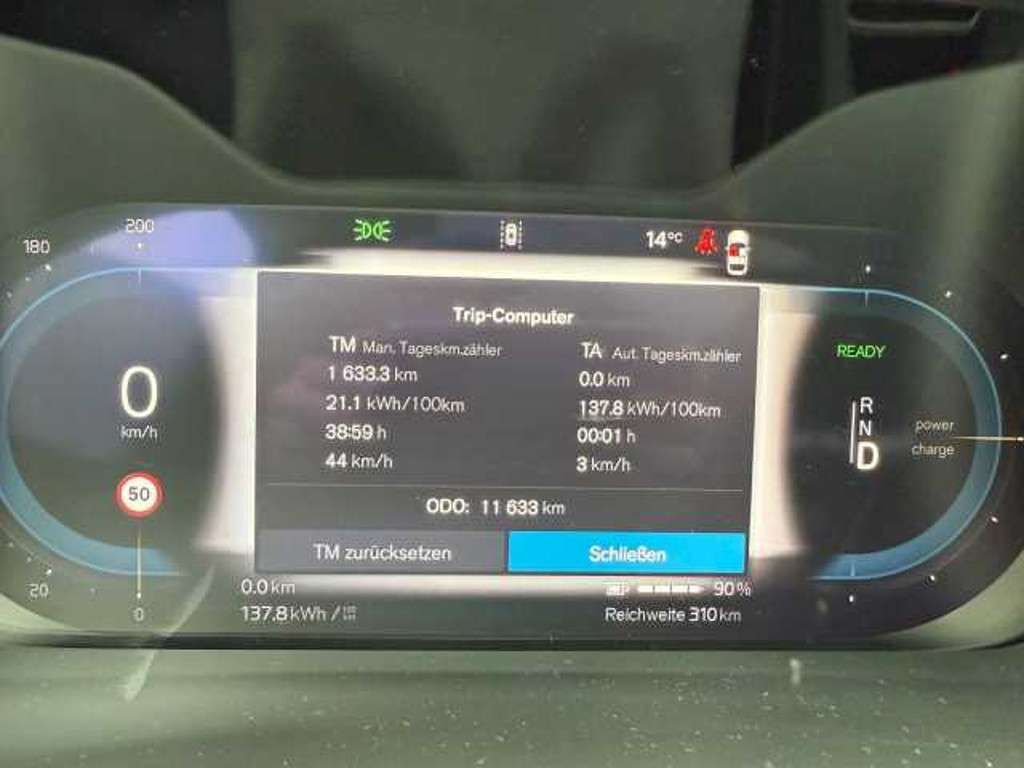 200
180
14°C
Trip-Computer
TM Man. Tageskm.zähler
1 633.3 km
21.1 kWh/100km
38:59 h
44 km/h
TA Aut. Tageskm.zähler
0.0 km
137.8 kWh/100km
00:01 h
3 km/h
ODO: 11 633 km
TM zurücksetzen
Schließen
0
km/h
50
20
0
READY
R
N
D
power
charge
0.0 km
137.8 kWh /
90 %
Reichweite 310 km